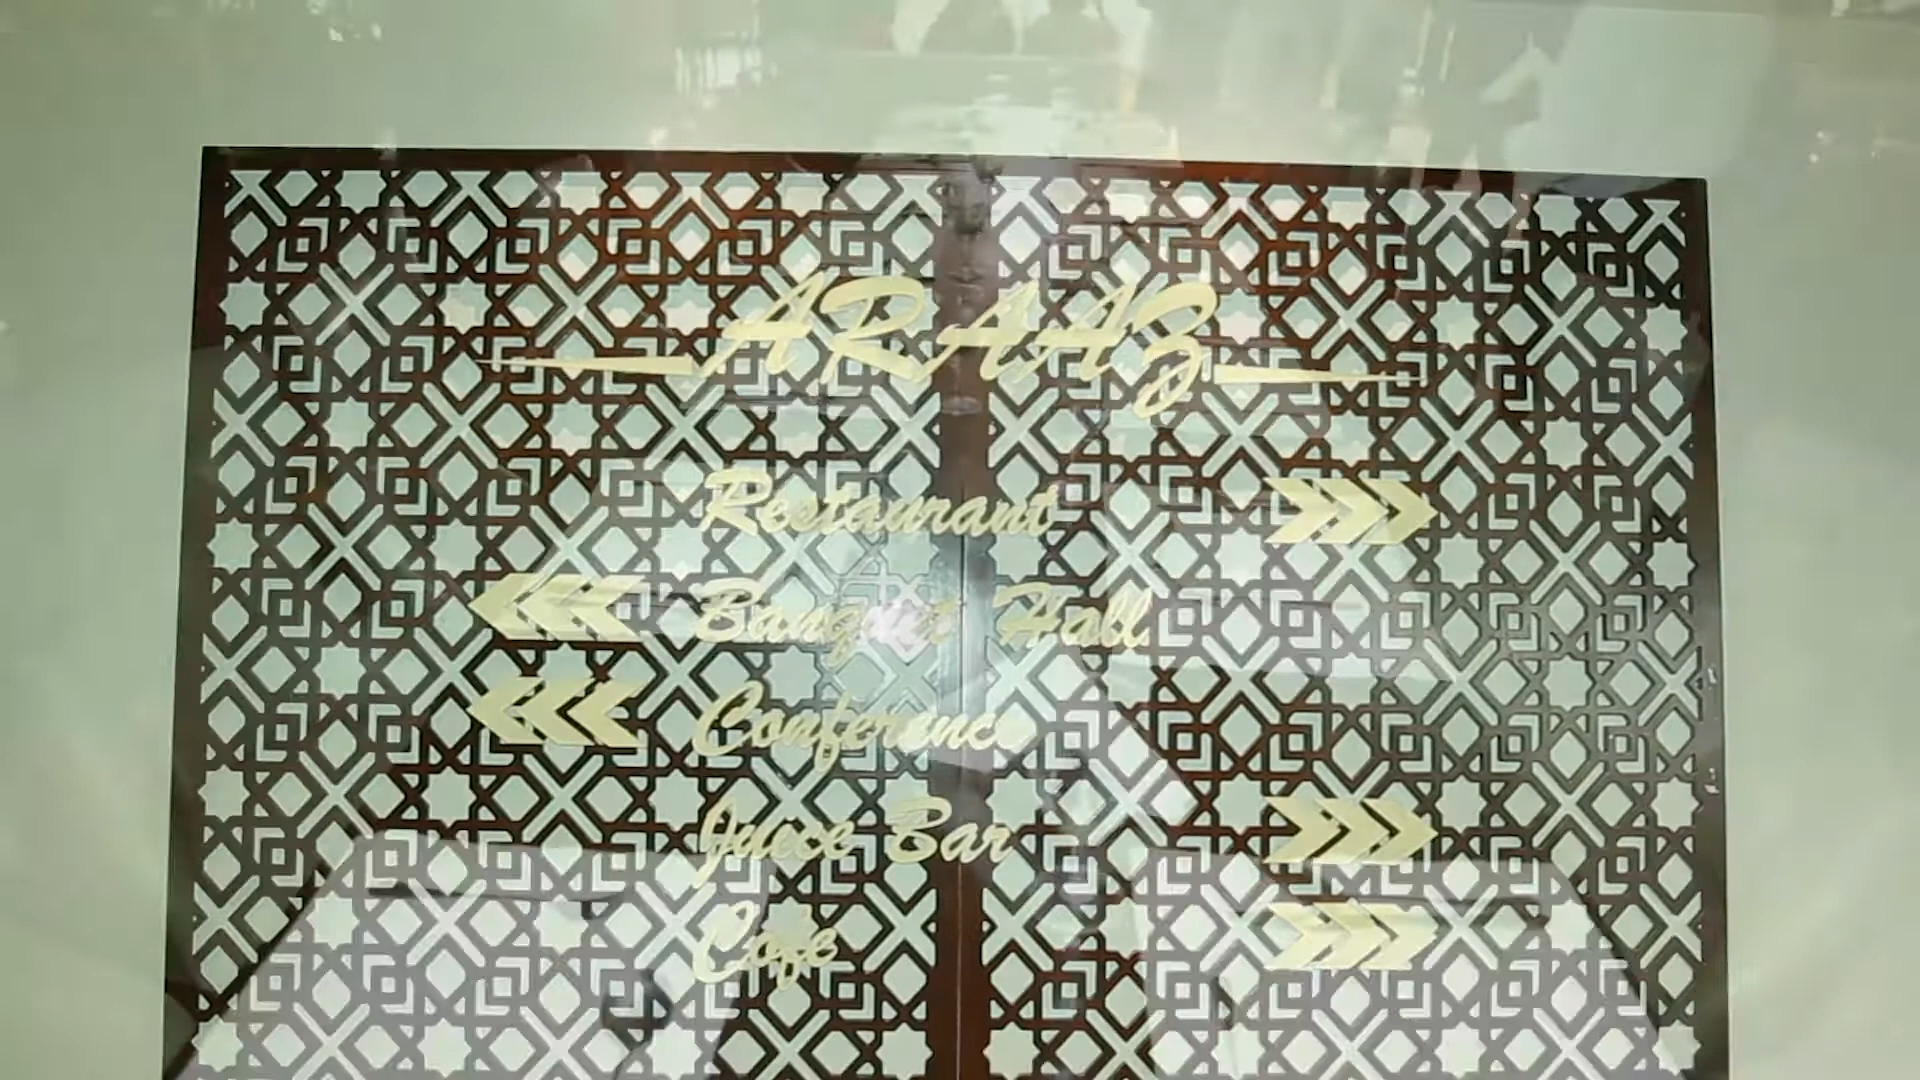 ARAAZ
Restaurant
Banquet Hall
Conference
Juice Bar
Cafe